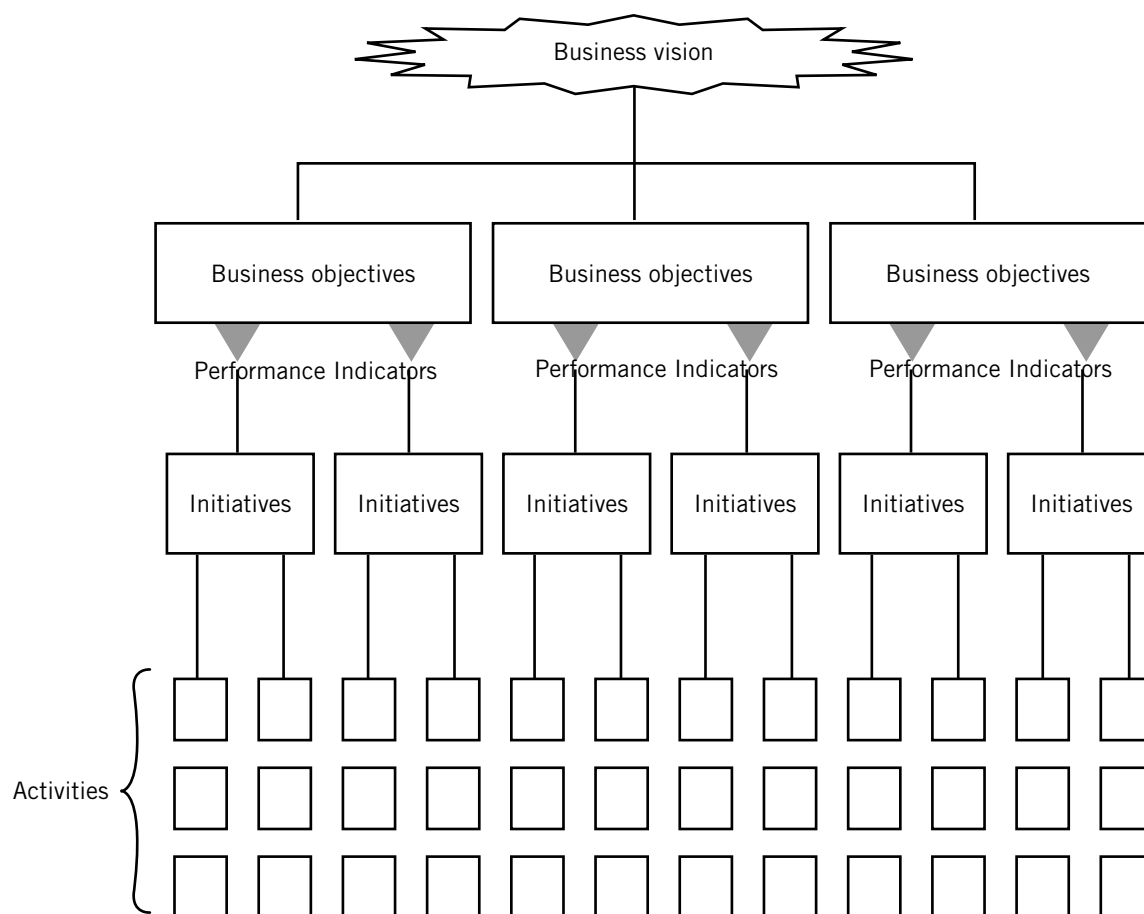 Business vision
Business objectives
Business objectives
Business objectives
Performance Indicators
Performance Indicators
Performance Indicators
Initiatives
Initiatives
Initiatives
Initiatives
Initiatives
Initiatives
Activities